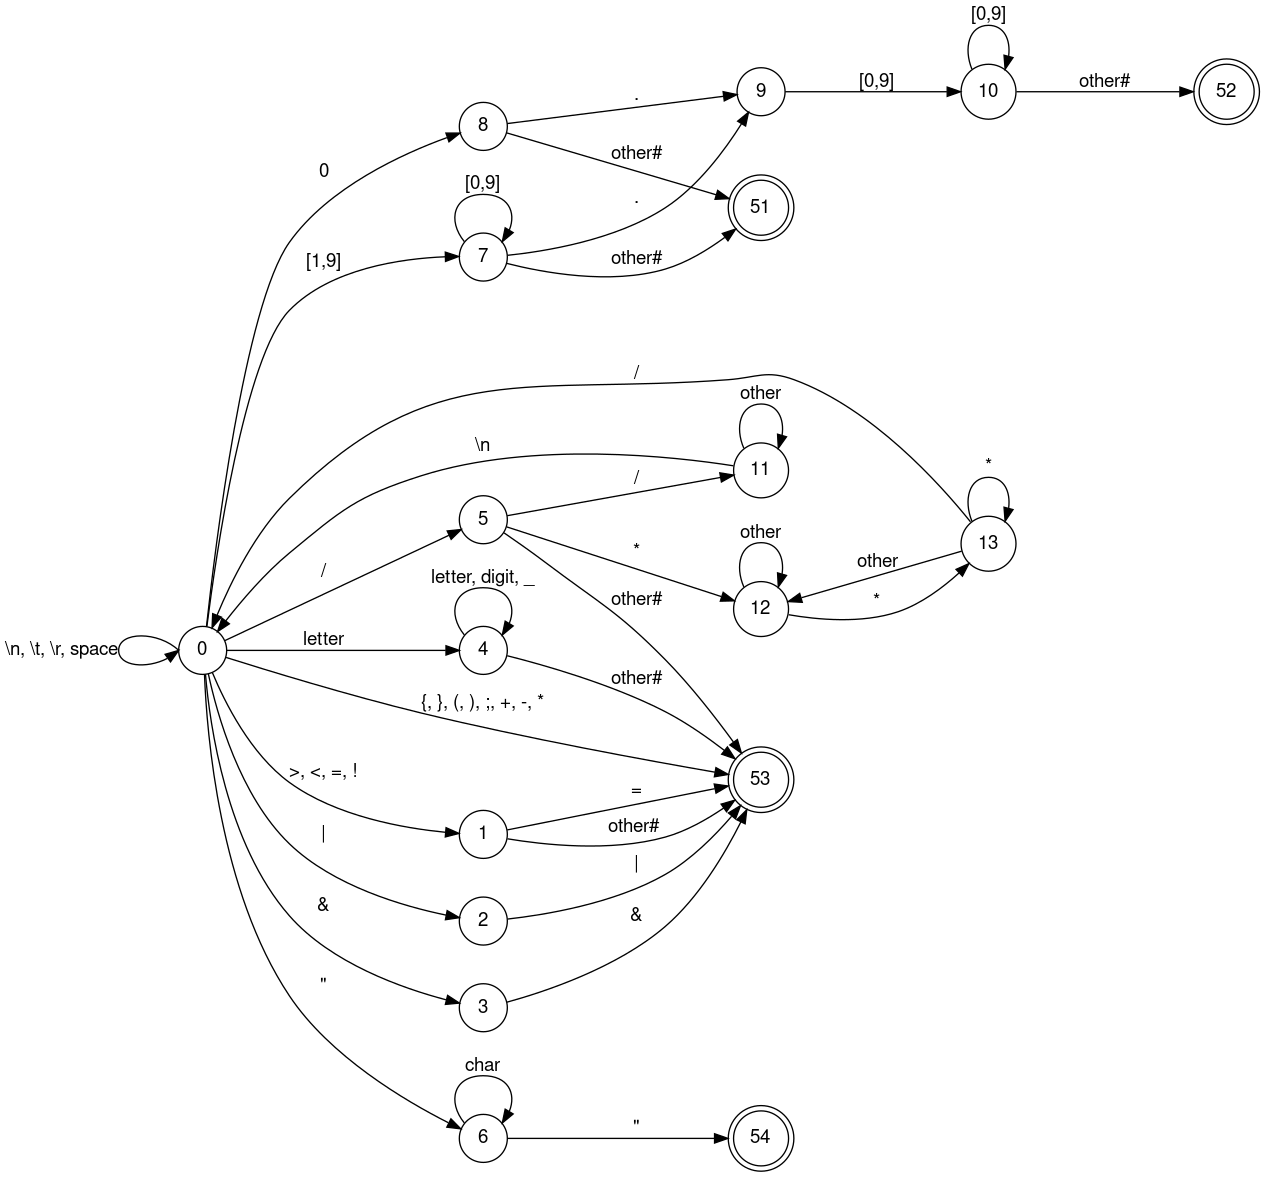 [0,9]
9
[0,9]
10
other#
52
.
8
0
other#
[0,9]
.
51
7
[1,9]
other#
/
other
\n
11
/
*
5
other
13
*
other
/
12
*
letter, digit, _
other#
\n, \t, \r, space
0
letter
4
other#
{, }, (, ), ;, +, -, *
>, <, =, !
=
53
1
other#
|
|
2
&
&
3
"
char
6
"
54